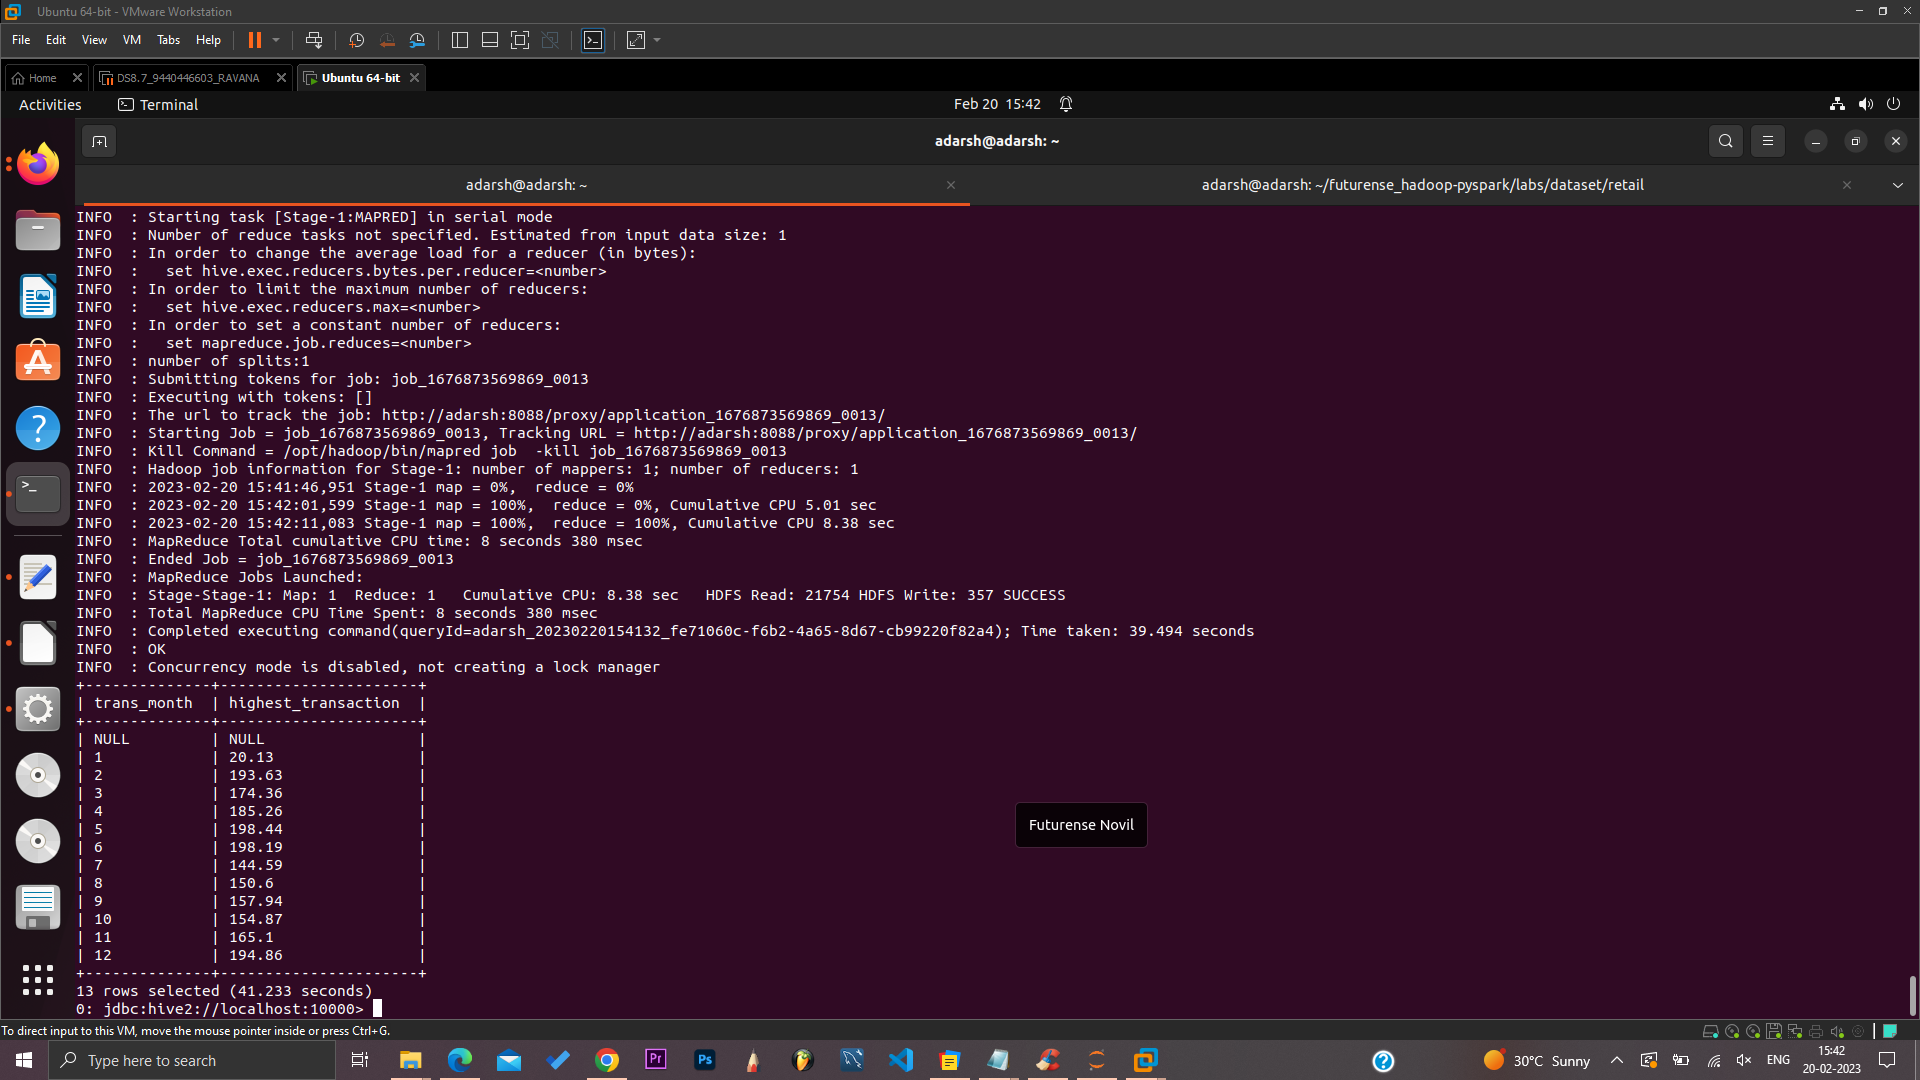 Ubuntu 64-bit - VMware Workstation
File Edit View VM Tabs Help
Home DS8.7_9440446603_RAVANA Ubuntu 64-bit
Activities Terminal Feb 20 15:42
adarsh@adarsh: ~
adarsh@adarsh: ~ adarsh@adarsh: ~/futurense_hadoop-pyspark/labs/dataset/retail
INFO  : Starting task [Stage-1:MAPRED] in serial mode
INFO  : Number of reduce tasks not specified. Estimated from input data size: 1
INFO  : In order to change the average load for a reducer (in bytes):
INFO  :   set hive.exec.reducers.bytes.per.reducer=<number>
INFO  : In order to limit the maximum number of reducers:
INFO  :   set hive.exec.reducers.max=<number>
INFO  : In order to set a constant number of reducers:
INFO  :   set mapreduce.job.reduces=<number>
INFO  : number of splits:1
INFO  : Submitting tokens for job: job_1676873569869_0013
INFO  : Executing with tokens: []
INFO  : The url to track the job: http://adarsh:8088/proxy/application_1676873569869_0013/
INFO  : Starting Job = job_1676873569869_0013, Tracking URL = http://adarsh:8088/proxy/application_1676873569869_0013/
INFO  : Kill Command = /opt/hadoop/bin/mapred job  -kill job_1676873569869_0013
INFO  : Hadoop job information for Stage-1: number of mappers: 1; number of reducers: 1
INFO  : 2023-02-20 15:41:46,951 Stage-1 map = 0%,  reduce = 0%
INFO  : 2023-02-20 15:42:01,599 Stage-1 map = 100%,  reduce = 0%, Cumulative CPU 5.01 sec
INFO  : 2023-02-20 15:42:11,083 Stage-1 map = 100%,  reduce = 100%, Cumulative CPU 8.38 sec
INFO  : MapReduce Total cumulative CPU time: 8 seconds 380 msec
INFO  : Ended Job = job_1676873569869_0013
INFO  : MapReduce Jobs Launched:
INFO  : Stage-Stage-1: Map: 1  Reduce: 1   Cumulative CPU: 8.38 sec   HDFS Read: 21754 HDFS Write: 357 SUCCESS
INFO  : Total MapReduce CPU Time Spent: 8 seconds 380 msec
INFO  : Completed executing command(queryId=adarsh_20230220154132_fe71060c-f6b2-4a65-8d67-cb99220f82a4); Time taken: 39.494 seconds
INFO  : OK
INFO  : Concurrency mode is disabled, not creating a lock manager
+--------------+----------------------+
| trans_month  | highest_transaction  |
+--------------+----------------------+
| NULL         | NULL                 |
| 1            | 20.13                |
| 2            | 193.63               |
| 3            | 174.36               |
| 4            | 185.26               |
| 5            | 198.44               |
| 6            | 198.19               |
| 7            | 144.59               |
| 8            | 150.6                |
| 9            | 157.94               |
| 10           | 154.87               |
| 11           | 165.1                |
| 12           | 194.86               |
+--------------+----------------------+
13 rows selected (41.233 seconds)
0: jdbc:hive2://localhost:10000>
Futurense Novil
To direct input to this VM, move the mouse pointer inside or press Ctrl+G.
Type here to search
Pr Ps
30°C Sunny
ENG
15:42
20-02-2023